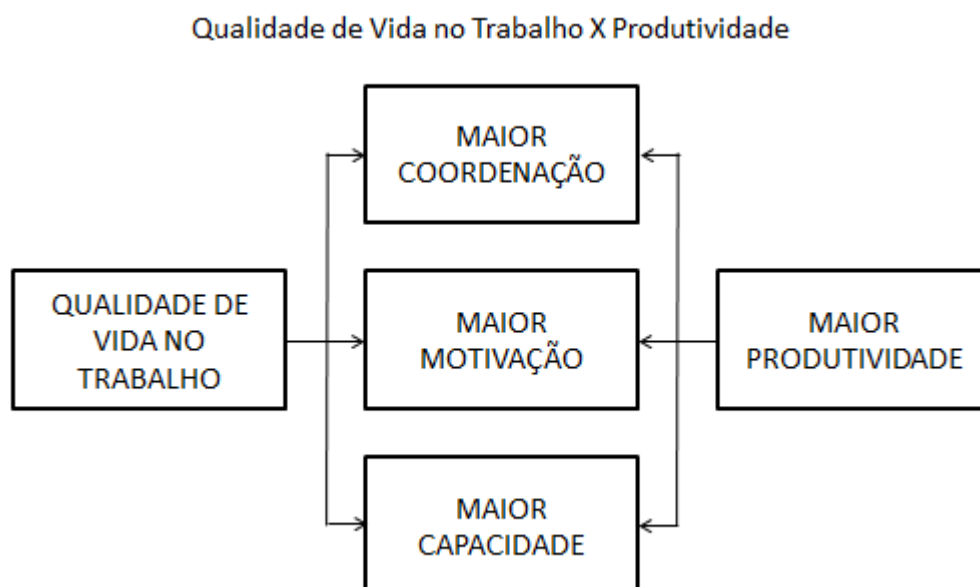 Qualidade de Vida no Trabalho X Produtividade
MAIOR
COORDENAÇÃO
QUALIDADE DE
VIDA NO
TRABALHO
MAIOR
MOTIVAÇÃO
MAIOR
PRODUTIVIDADE
MAIOR
CAPACIDADE